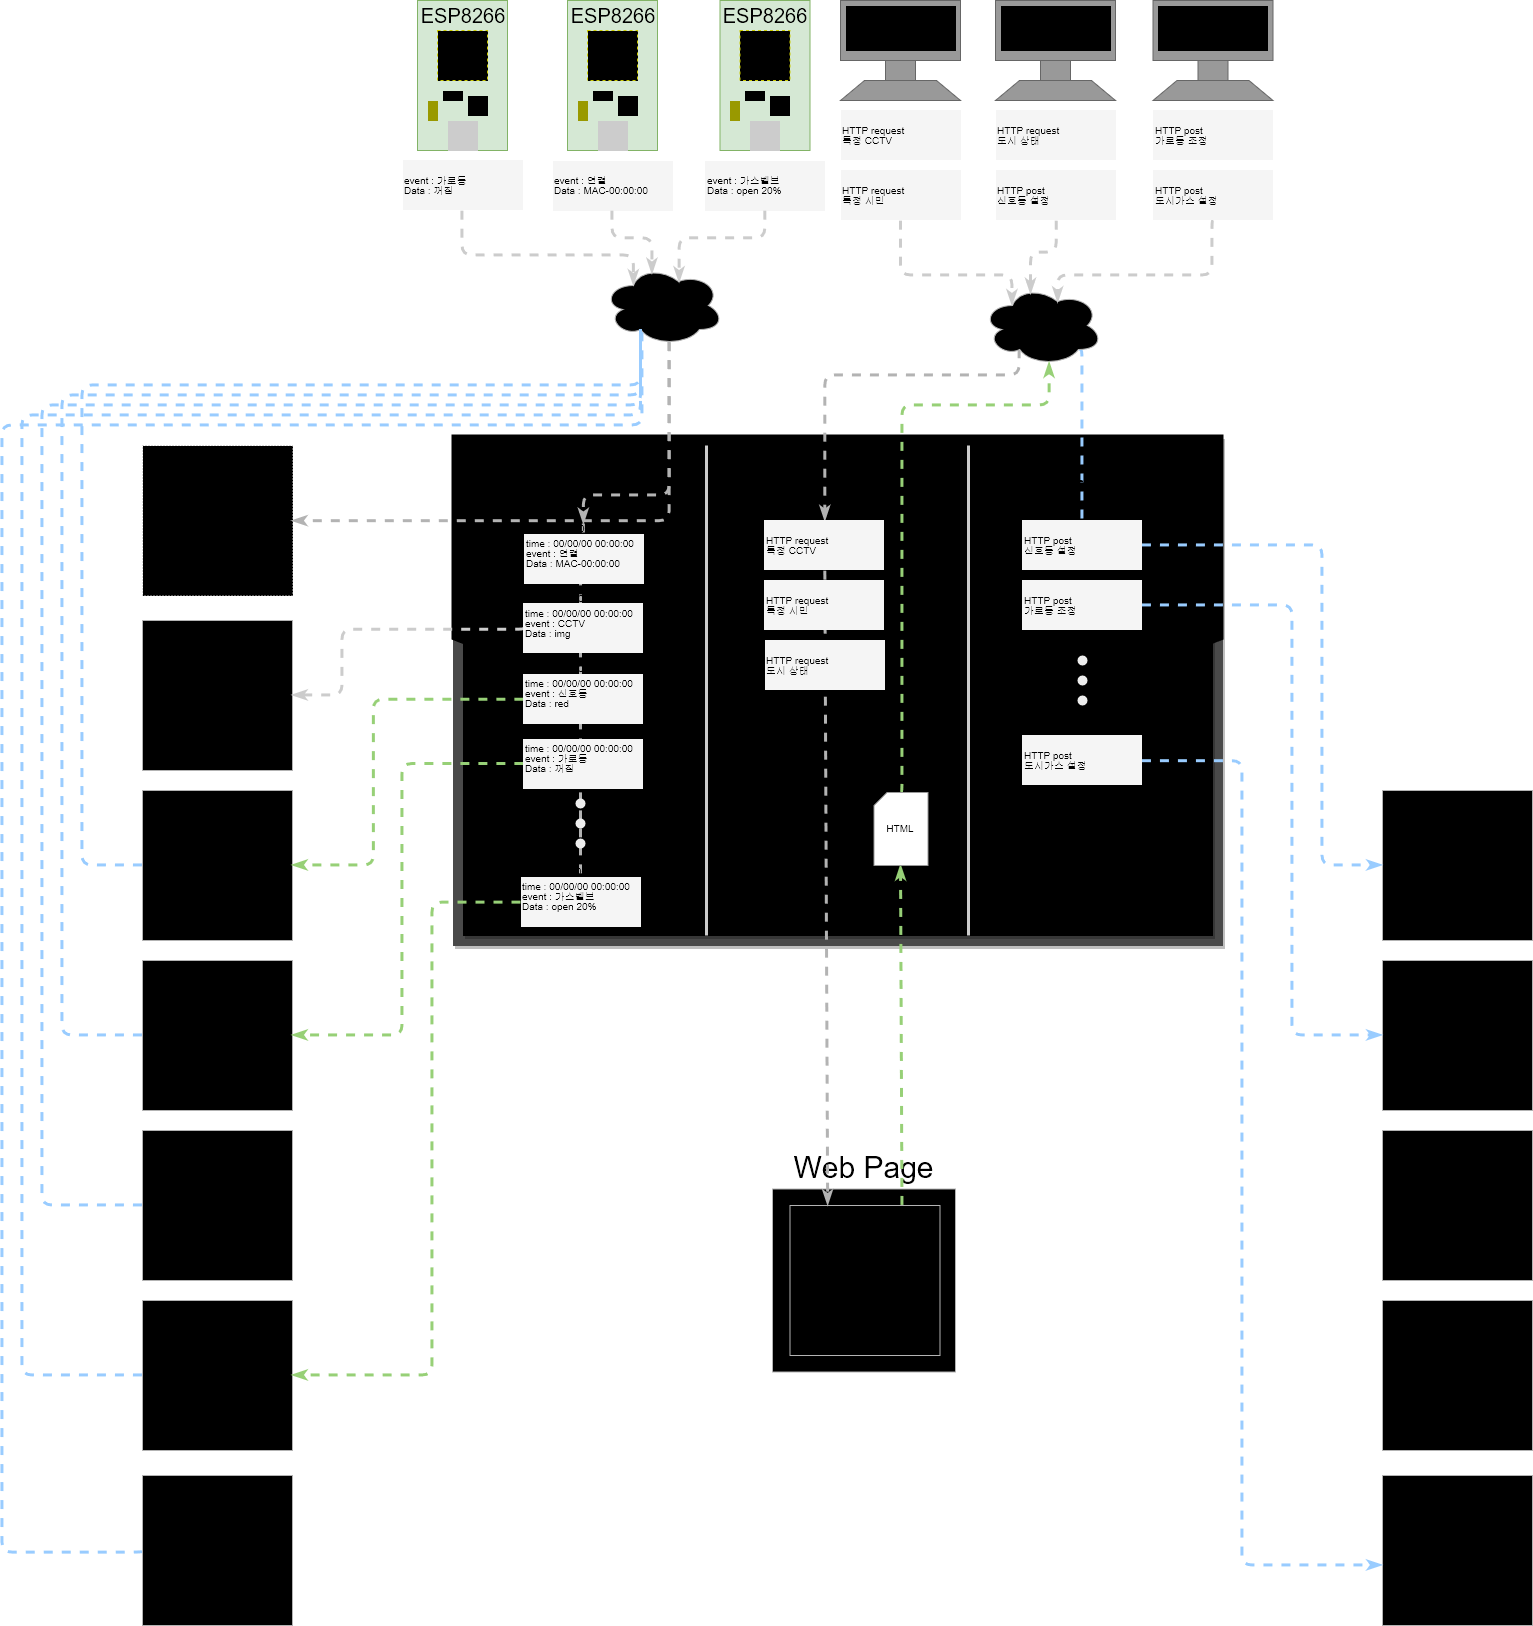 ESP8266
ESP8266
ESP8266
event : 가로등
Data : 꺼짐
event : 연결
Data : MAC-00:00:00
event : 가스벨브
Data : open 20%
HTTP request
특정 CCTV
HTTP request
특정 시민
HTTP request
도시 상태
HTTP post
신호등 설정
HTTP post
가로등 조정
HTTP post
도시가스 설정
time : 00/00/00 00:00:00
event : 연결
Data : MAC-00:00:00
time : 00/00/00 00:00:00
event : CCTV
Data : img
time : 00/00/00 00:00:00
event : 신호등
Data : red
time : 00/00/00 00:00:00
event : 가로등
Data : 꺼짐
time : 00/00/00 00:00:00
event : 가스벨브
Data : open 20%
HTTP request
특정 CCTV
HTTP request
특정 시민
HTTP request
도시 상태
HTML
HTTP post
신호등 설정
HTTP post
가로등 조정
HTTP post
도시가스 설정
Web Page